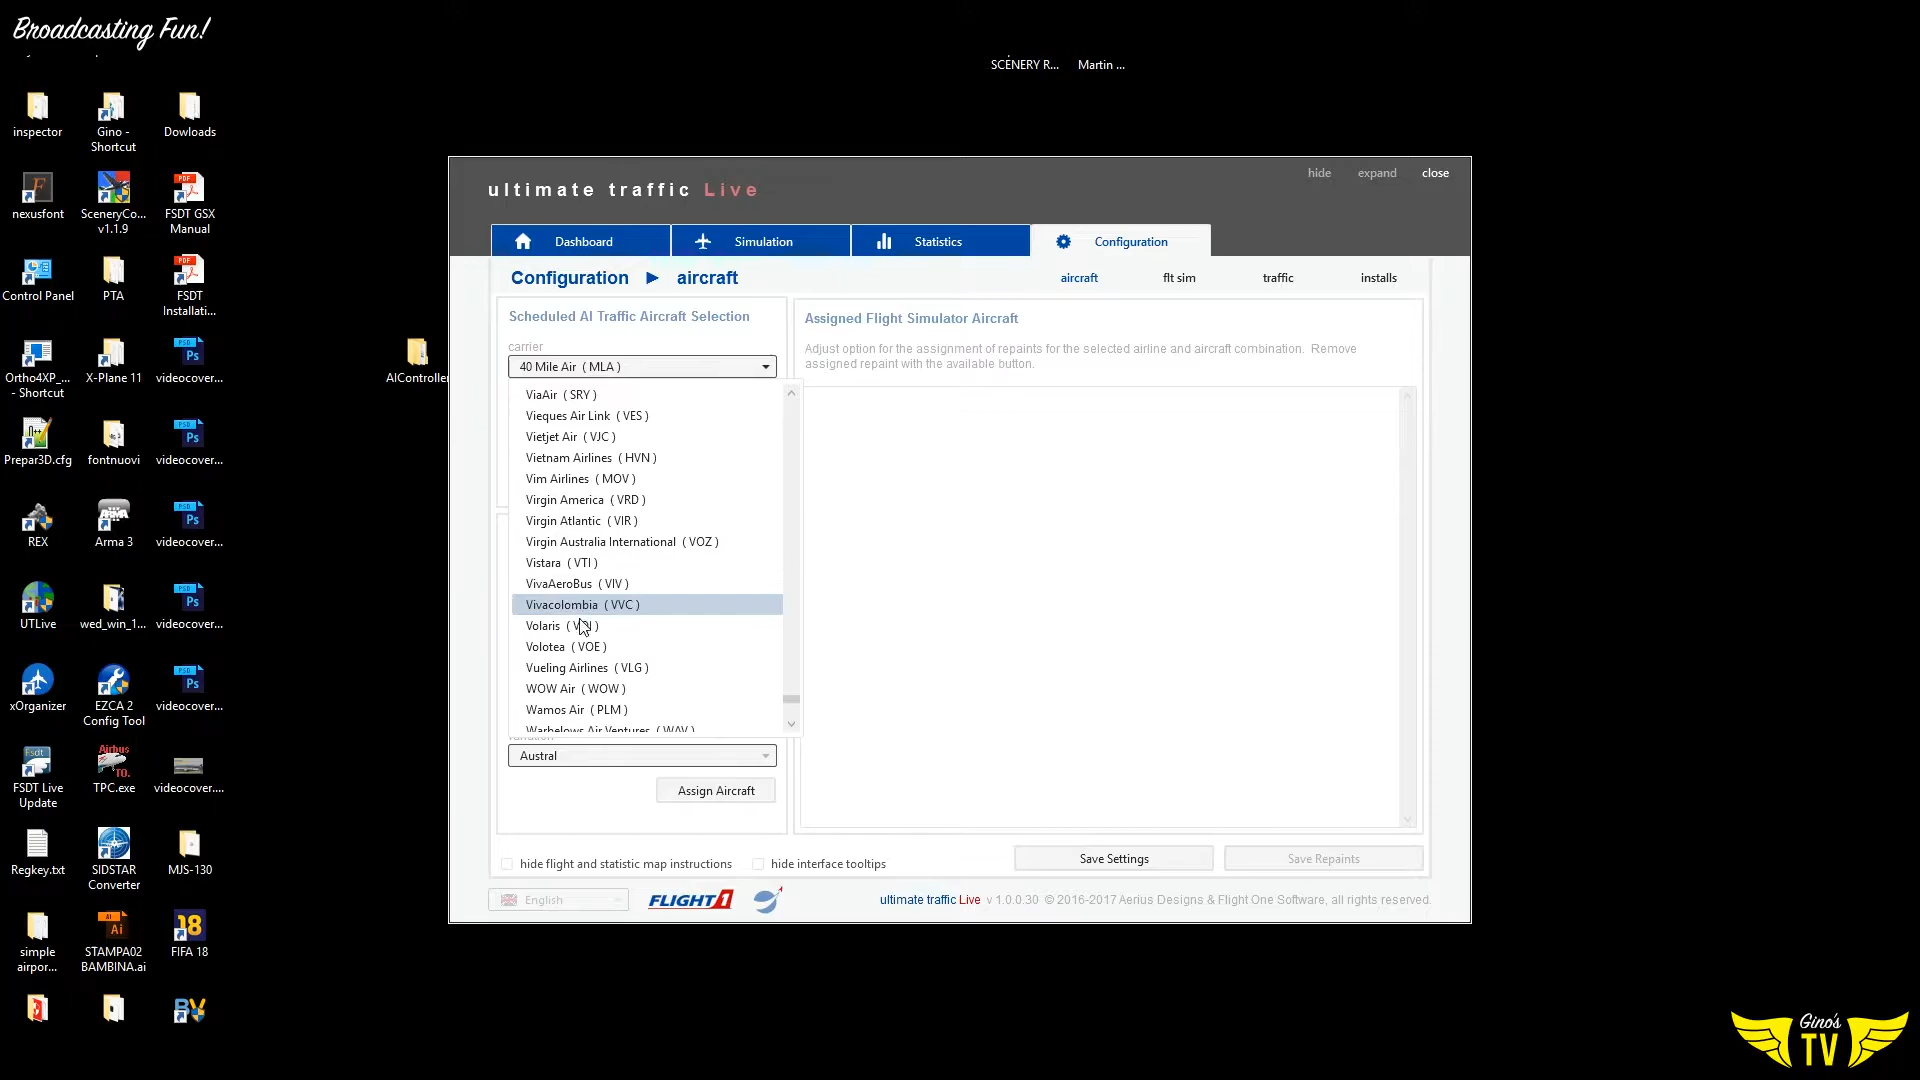 Broadcasting Fun!
SCENERY R...
Martin ...
inspector
Gino -
Shortcut
Dowloads
nexusfont
SceneryCo...
v1.1.9
FSDT GSX
Manual
Control Panel
PTA
FSDT
Installati...
Ortho4XP_...
- Shortcut
X-Plane 11
videocover...
AIController
Prepar3D.cfg
fontnuovi
videocover...
REX
Arma 3
videocover...
UTLive
wed_win_1...
videocover...
xOrganizer
EZCA 2
Config Tool
videocover...
FSDT Live
Update
TPC.exe
videocover....
Regkey.txt
SIDSTAR
Converter
MJS-130
simple
airpor...
STAMPA02
BAMBINA.ai
FIFA 18
ultimate traffic Live
hide
expand
close
Dashboard
Simulation
Statistics
Configuration
Configuration ► aircraft
aircraft
flt sim
traffic
installs
Scheduled AI Traffic Aircraft Selection
carrier
40 Mile Air ( MLA )
ViaAir ( SRY )
Vieques Air Link ( VES )
Vietjet Air ( VJC )
Vietnam Airlines ( HVN )
Vim Airlines ( MOV )
Virgin America ( VRD )
Virgin Atlantic ( VIR )
Virgin Australia International ( VOZ )
Vistara ( VTI )
VivaAeroBus ( VIV )
Vivacolombia ( VVC )
Volaris
Volotea ( VOE )
Vueling Airlines ( VLG )
WOW Air ( WOW )
Wamos Air ( PLM )
Warbelows Air Ventures ( WAV )
Austral
Assign Aircraft
Assigned Flight Simulator Aircraft
Adjust option for the assignment of repaints for the selected airline and aircraft combination. Remove
assigned repaint with the available button.
hide flight and statistic map instructions
hide interface tooltips
Save Settings
Save Repaints
English
FLIGHT1
ultimate traffic Live v 1.0.0.30 © 2016-2017 Aerius Designs & Flight One Software, all rights reserved.
Gino's
TV